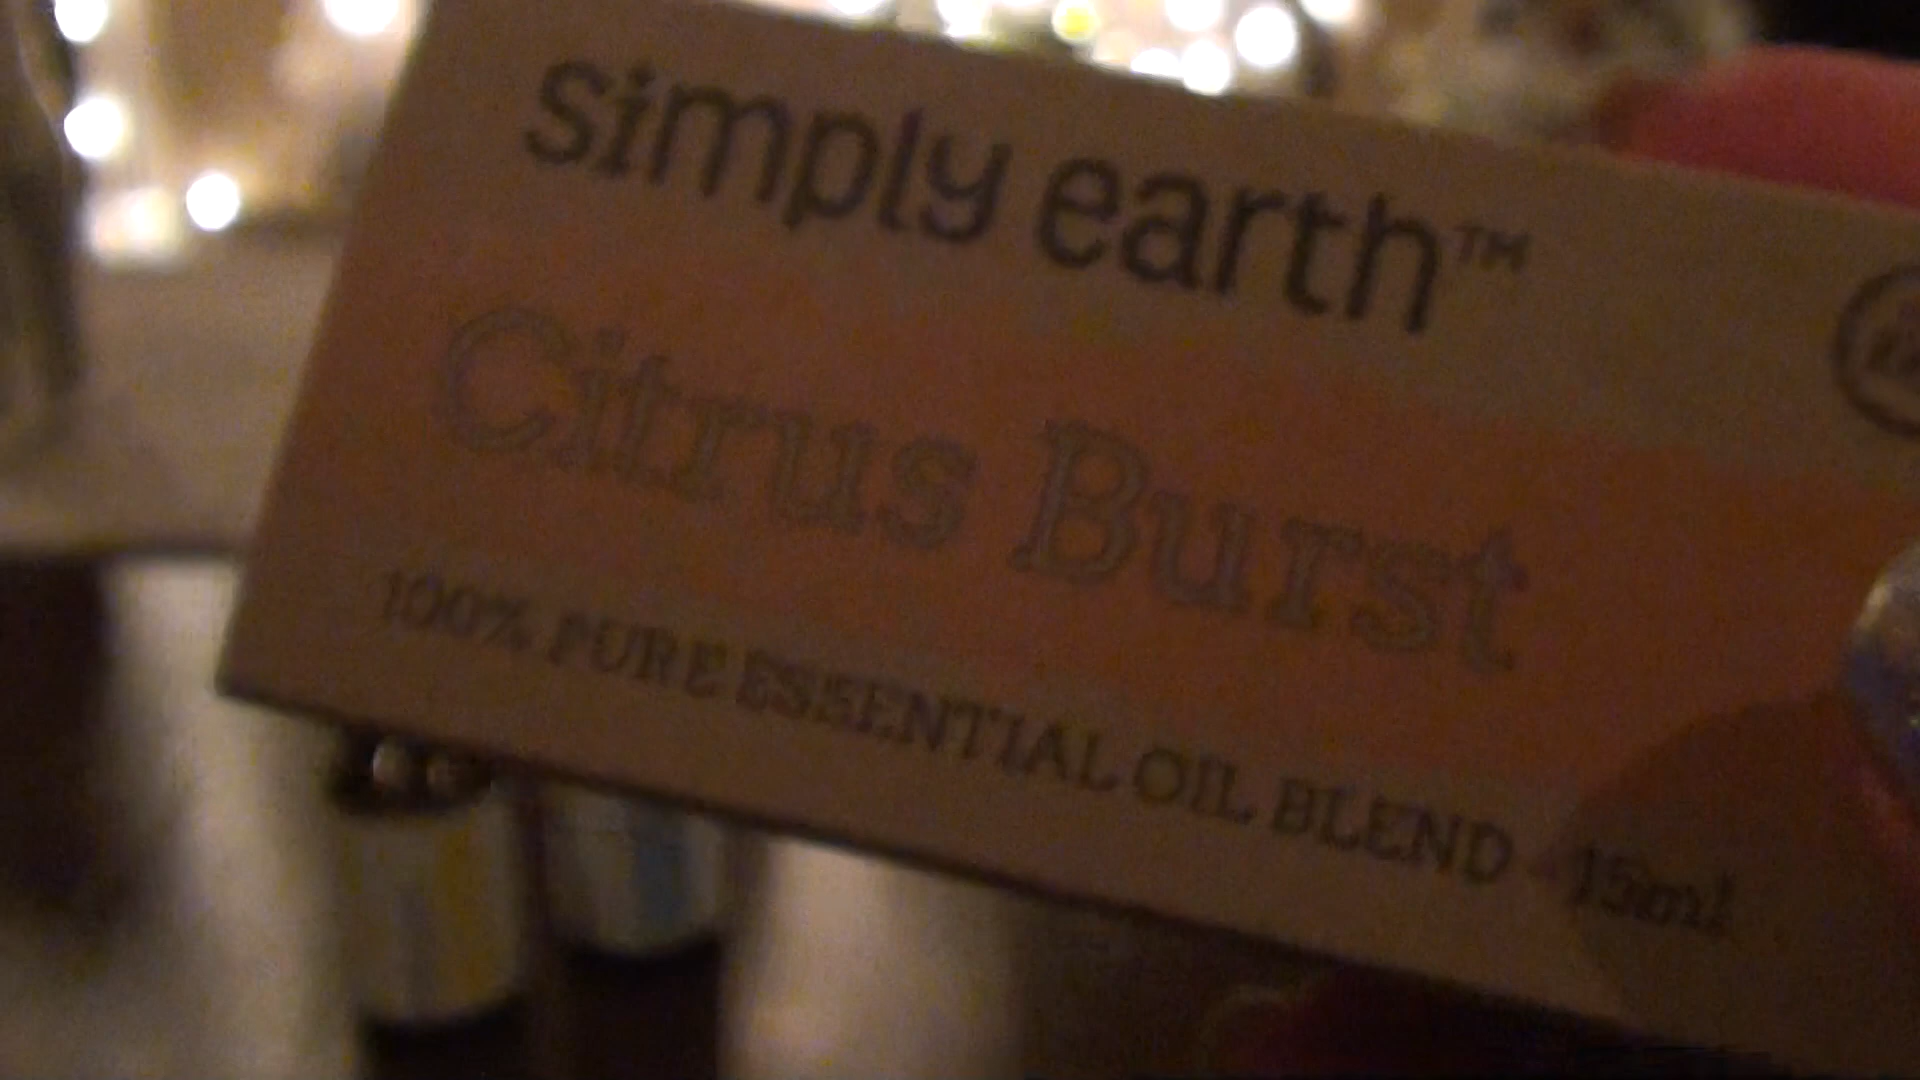 simply earth™
Citrus Burst
100% PURE ESSENTIAL OIL BLEND - 15ml